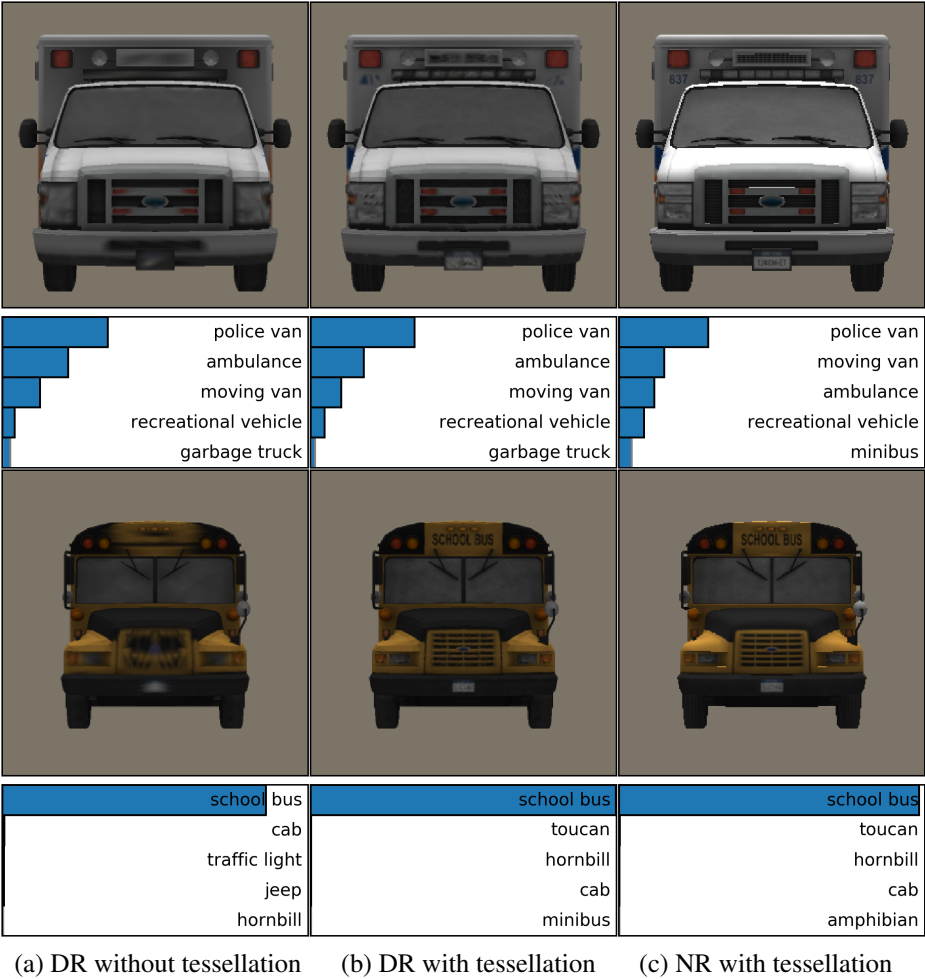 837 837
police van police van police van
ambulance ambulance moving van
moving van moving van ambulance
recreational vehicle recreational vehicle recreational vehicle
garbage truck garbage truck minibus
SCHOOL BUS SCHOOL BUS
school bus school bus school bus
cab toucan toucan
traffic light hornbill hornbill
jeep cab cab
hornbill minibus amphibian
(a) DR without tessellation (b) DR with tessellation (c) NR with tessellation